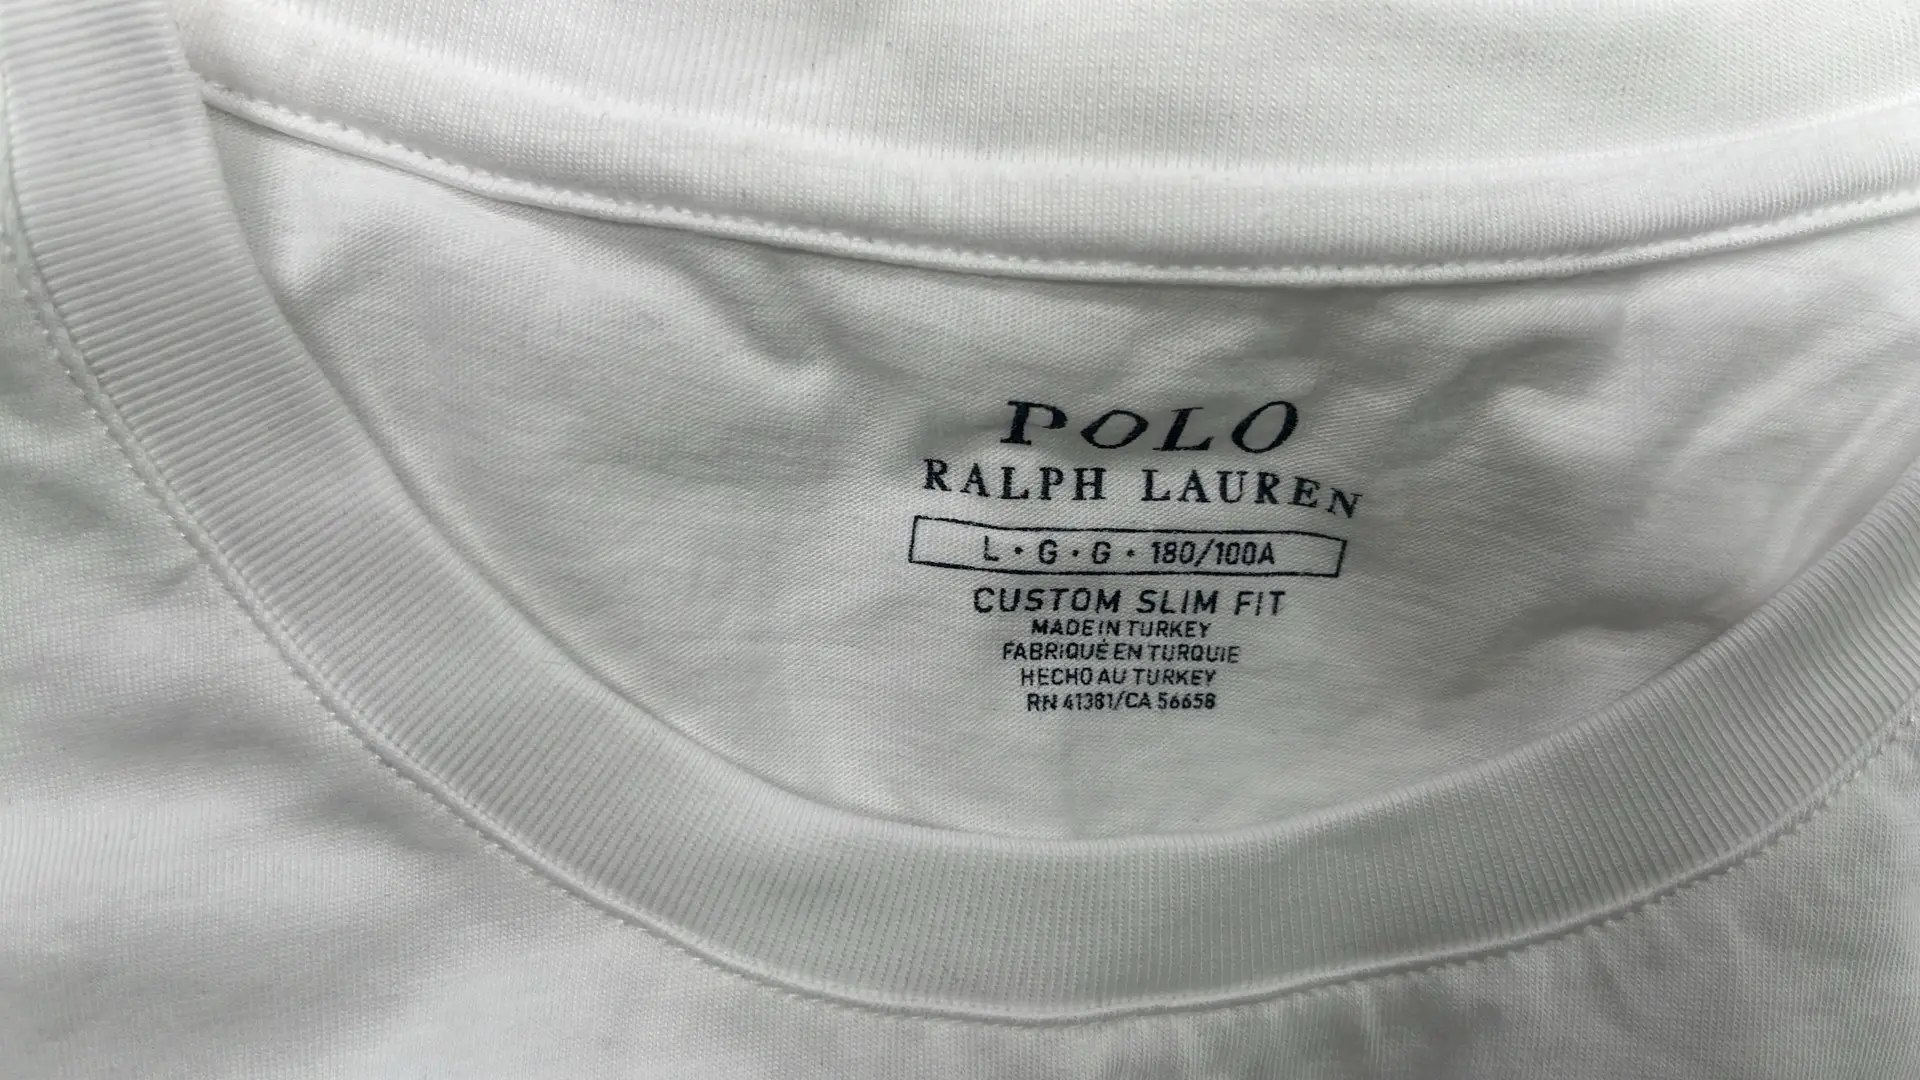 POLO
RALPH LAUREN
L · G · G · 180/100A
CUSTOM SLIM FIT
MADE IN TURKEY
FABRIQUÉ EN TURQUIE
HECHO AU TURKEY
RN 41381/CA 56658